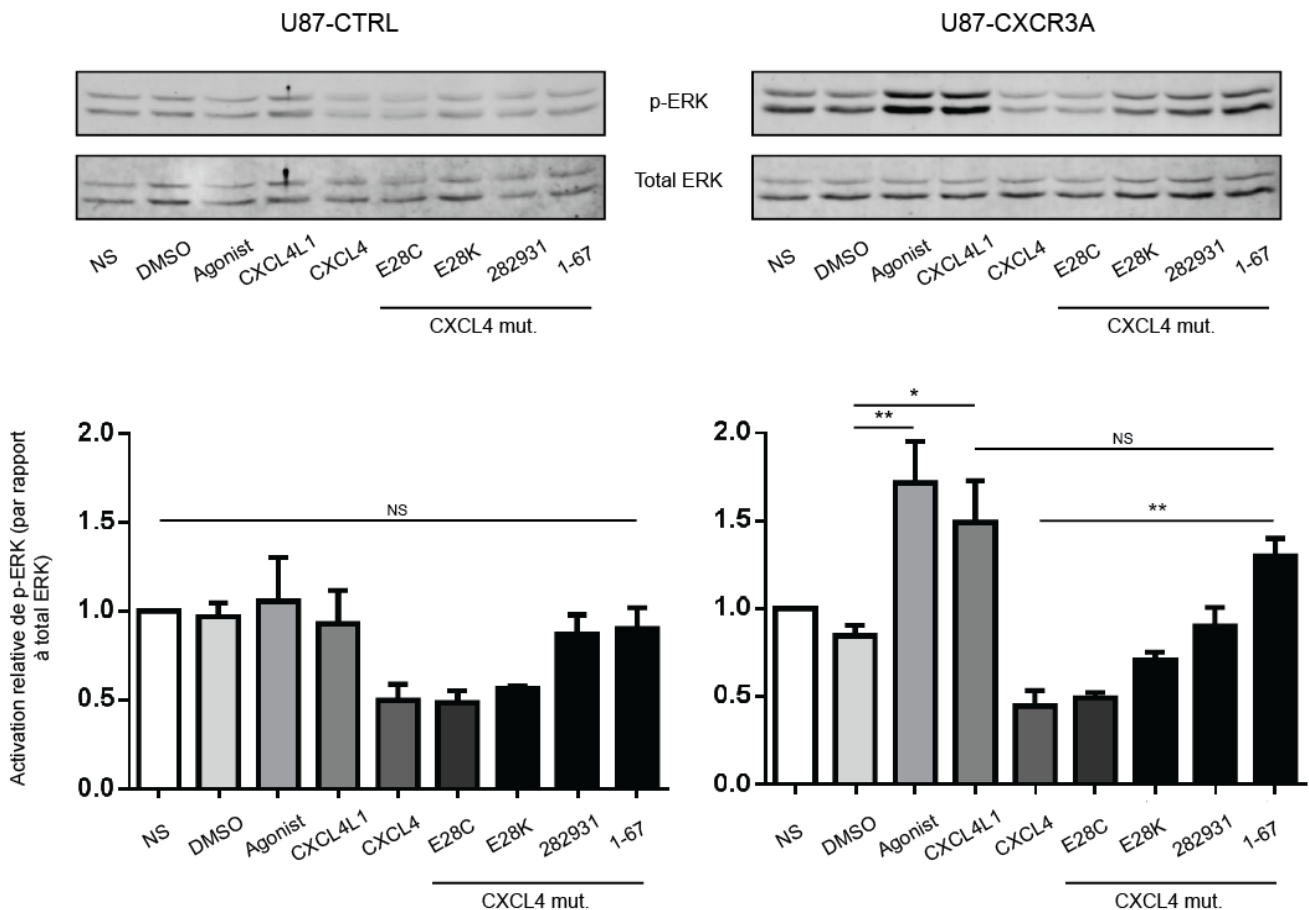 U87-CTRL
U87-CXCR3A
p-ERK
Total ERK
NS DMSO Agonist CXCL4L1 CXCL4 E28C E28K 282931 1-67
CXCL4 mut.
NS DMSO Agonist CXCL4L1 CXCL4 E28C E28K 282931 1-67
CXCL4 mut.
Activation relative de p-ERK (par rapport
à total ERK)
2.0
1.5
1.0
0.5
0.0
NS
NS DMSO Agonist CXCL4L1 CXCL4 E28C E28K 282931 1-67
CXCL4 mut.
2.0
1.5
1.0
0.5
0.0
*
**
NS
**
NS DMSO Agonist CXCL4L1 CXCL4 E28C E28K 282931 1-67
CXCL4 mut.